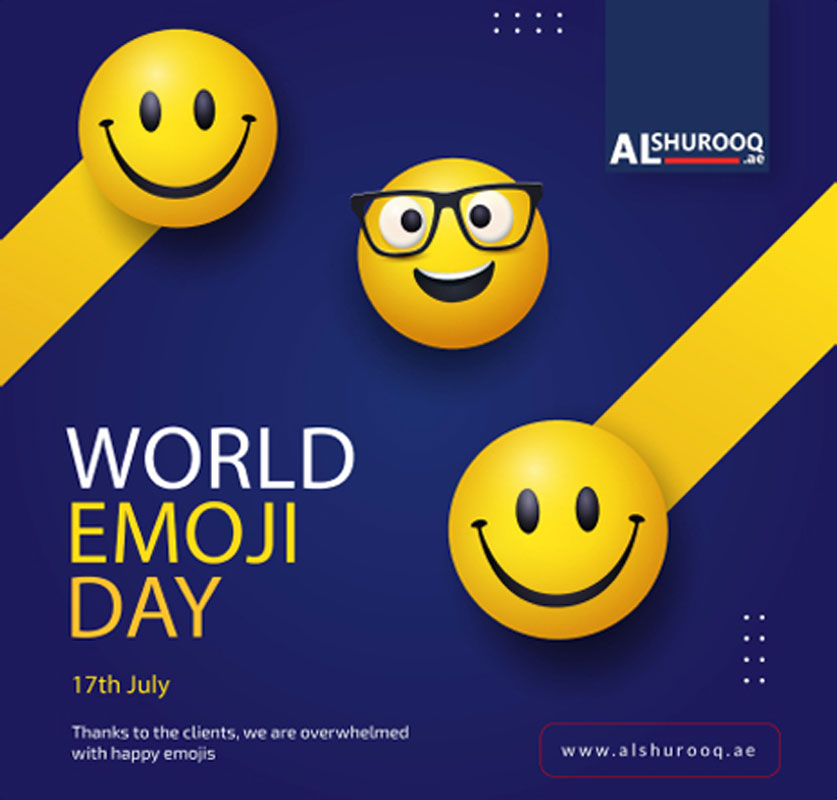 ALSHUROOQ
.ae
WORLD
EMOJI
DAY
17th July
Thanks to the clients, we are overwhelmed
with happy emojis
www.alshurooq.ae